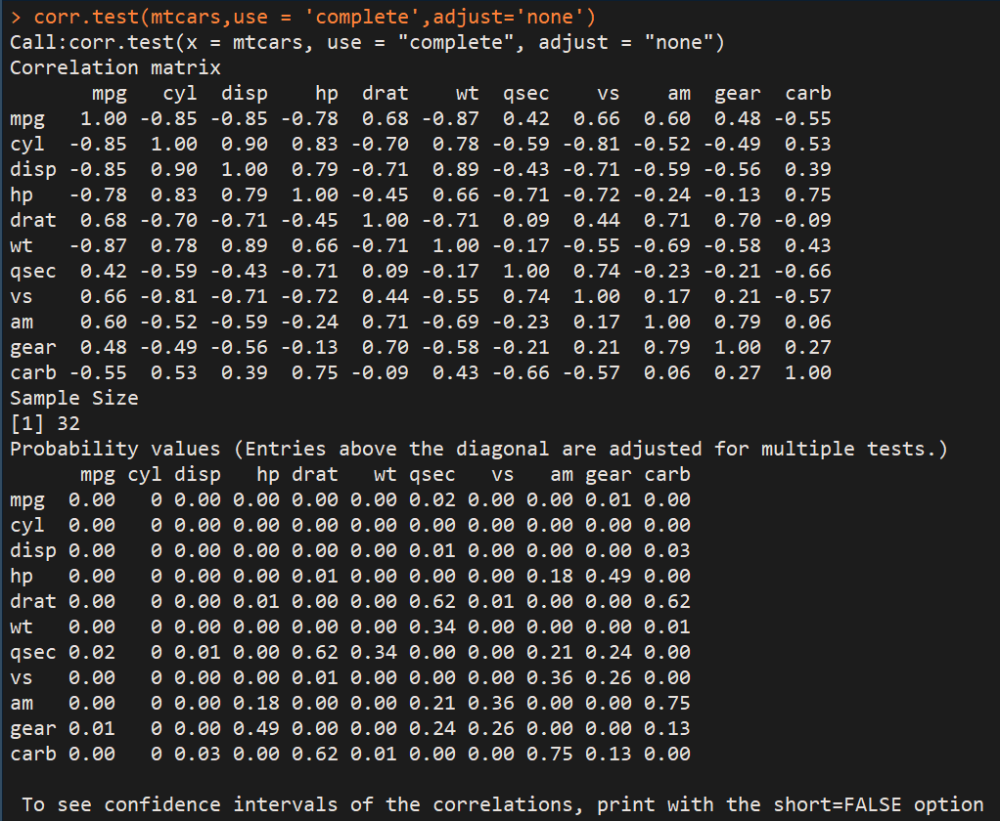 > corr.test(mtcars,use = 'complete',adjust='none')
Call:corr.test(x = mtcars, use = "complete", adjust = "none")
Correlation matrix
       mpg   cyl  disp    hp  drat    wt  qsec    vs    am  gear  carb
mpg   1.00 -0.85 -0.85 -0.78  0.68 -0.87  0.42  0.66  0.60  0.48 -0.55
cyl  -0.85  1.00  0.90  0.83 -0.70  0.78 -0.59 -0.81 -0.52 -0.49  0.53
disp -0.85  0.90  1.00  0.79 -0.71  0.89 -0.43 -0.71 -0.59 -0.56  0.39
hp   -0.78  0.83  0.79  1.00 -0.45  0.66 -0.71 -0.72 -0.24 -0.13  0.75
drat  0.68 -0.70 -0.71 -0.45  1.00 -0.71  0.09  0.44  0.71  0.70 -0.09
wt   -0.87  0.78  0.89  0.66 -0.71  1.00 -0.17 -0.55 -0.69 -0.58  0.43
qsec  0.42 -0.59 -0.43 -0.71  0.09 -0.17  1.00  0.74 -0.23 -0.21 -0.66
vs    0.66 -0.81 -0.71 -0.72  0.44 -0.55  0.74  1.00  0.17  0.21 -0.57
am    0.60 -0.52 -0.59 -0.24  0.71 -0.69 -0.23  0.17  1.00  0.79  0.06
gear  0.48 -0.49 -0.56 -0.13  0.70 -0.58 -0.21  0.21  0.79  1.00  0.27
carb -0.55  0.53  0.39  0.75 -0.09  0.43 -0.66 -0.57  0.06  0.27  1.00
Sample Size
[1] 32
Probability values (Entries above the diagonal are adjusted for multiple tests.)
      mpg cyl disp   hp drat   wt qsec   vs   am gear carb
mpg  0.00   0 0.00 0.00 0.00 0.00 0.02 0.00 0.00 0.01 0.00
cyl  0.00   0 0.00 0.00 0.00 0.00 0.00 0.00 0.00 0.00 0.00
disp 0.00   0 0.00 0.00 0.00 0.00 0.01 0.00 0.00 0.00 0.03
hp   0.00   0 0.00 0.00 0.01 0.00 0.00 0.00 0.18 0.49 0.00
drat 0.00   0 0.00 0.01 0.00 0.00 0.62 0.01 0.00 0.00 0.62
wt   0.00   0 0.00 0.00 0.00 0.00 0.34 0.00 0.00 0.00 0.01
qsec 0.02   0 0.01 0.00 0.62 0.34 0.00 0.00 0.21 0.24 0.00
vs   0.00   0 0.00 0.00 0.01 0.00 0.00 0.00 0.36 0.26 0.00
am   0.00   0 0.00 0.18 0.00 0.00 0.21 0.36 0.00 0.00 0.75
gear 0.01   0 0.00 0.49 0.00 0.00 0.24 0.26 0.00 0.00 0.13
carb 0.00   0 0.03 0.00 0.62 0.01 0.00 0.00 0.75 0.13 0.00
 To see confidence intervals of the correlations, print with the short=FALSE option